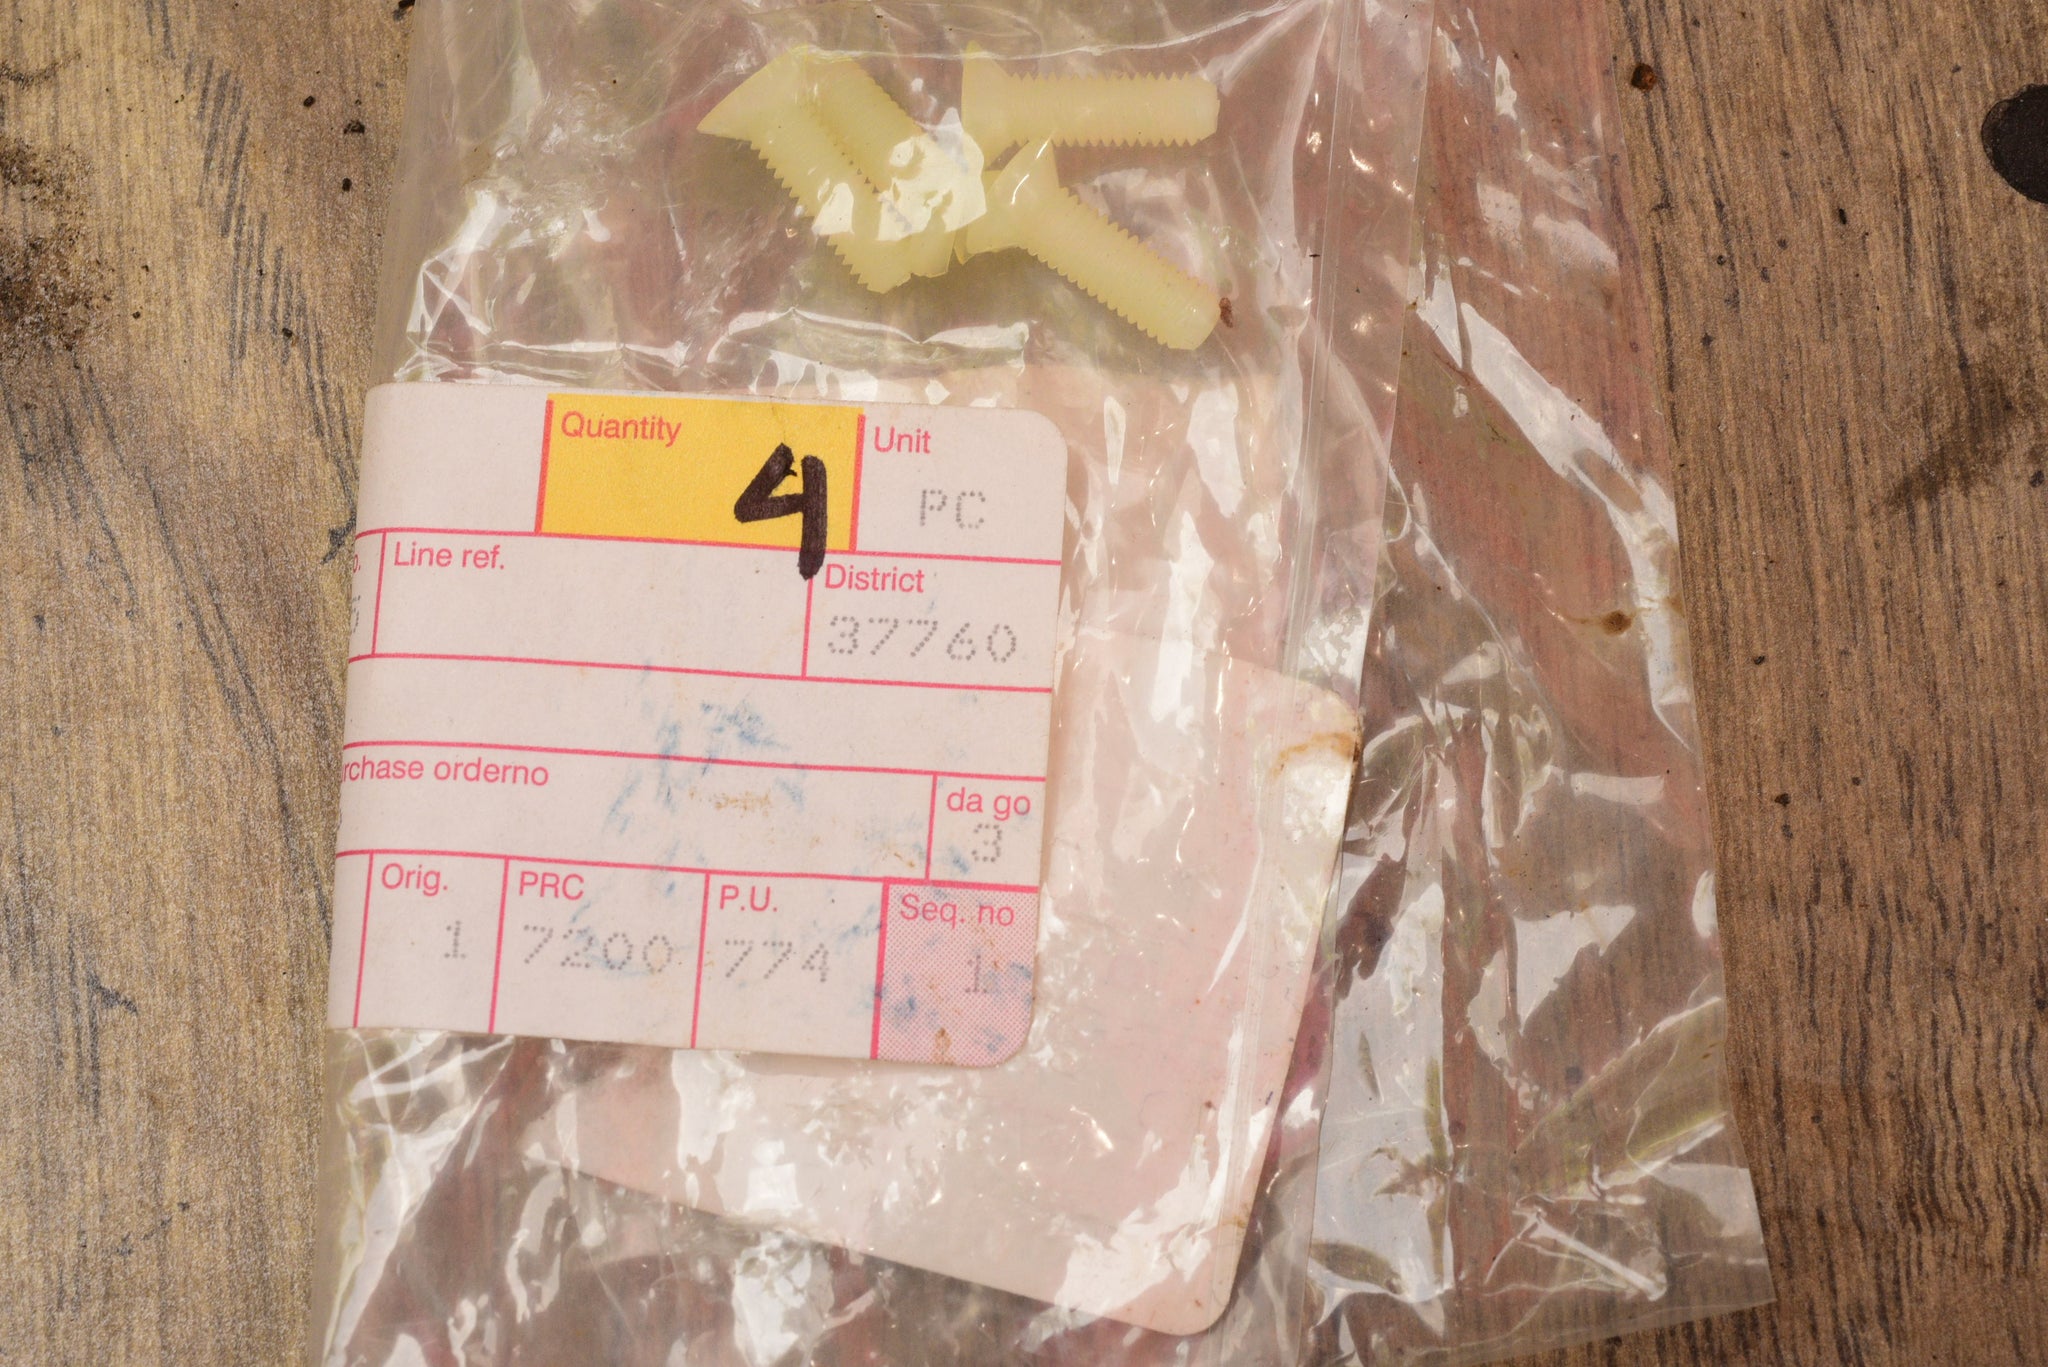 Quantity 4 Unit
PC
o. Line ref. District
37760
rchase orderno da go
3
Orig. PRC P.U. Seq. no
1 7200 774 1